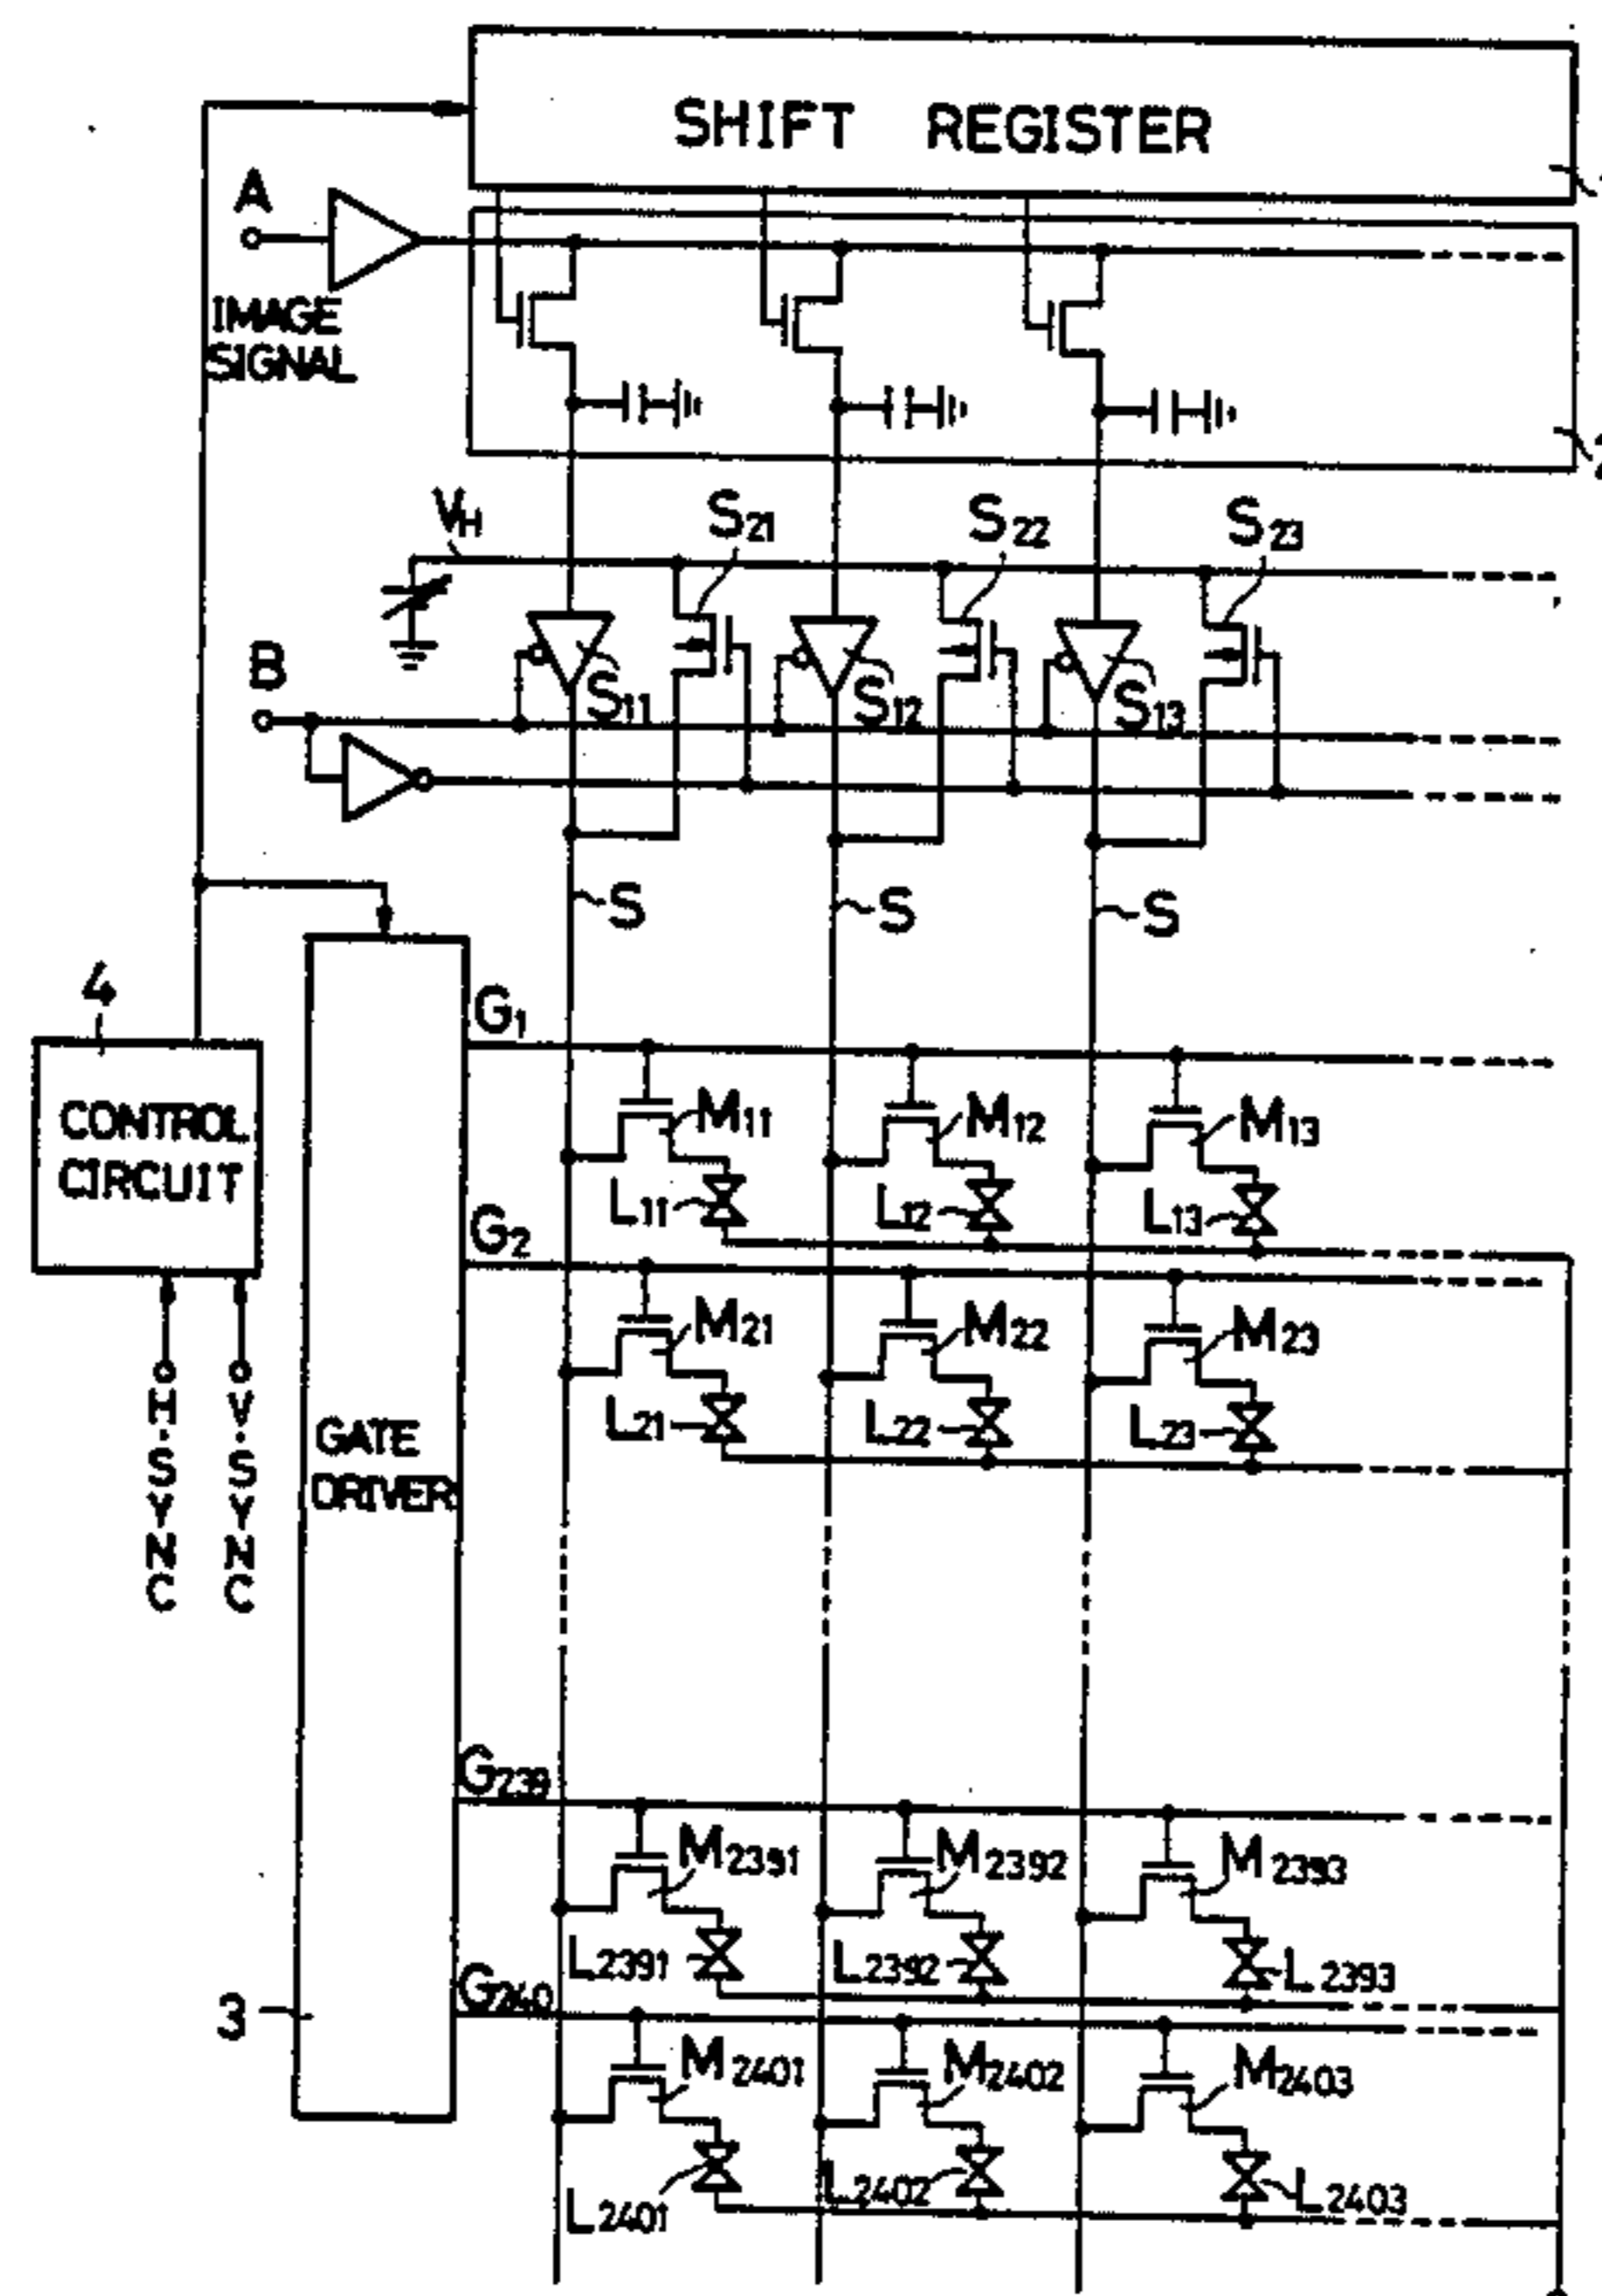 SHIFT REGISTER
A
IMAGE
SIGNAL
VH
S21
S22
S23
B
S11
S12
S13
S
S
S
4
CONTROL
CIRCUIT
G1
M11
M12
M13
L11
L12
L13
G2
M21
M22
M23
L21
L22
L23
H·SYNC
V·SYNC
GATE
DRIVER
G239
M2391
M2392
M2393
L2391
L2392
L2393
3
G240
M2401
M2402
M2403
L2401
L2402
L2403